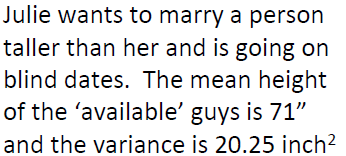 Julie wants to marry a person
taller than her and is going on
blind dates.  The mean height
of the ‘available’ guys is 71”
and the variance is 20.25 inch²